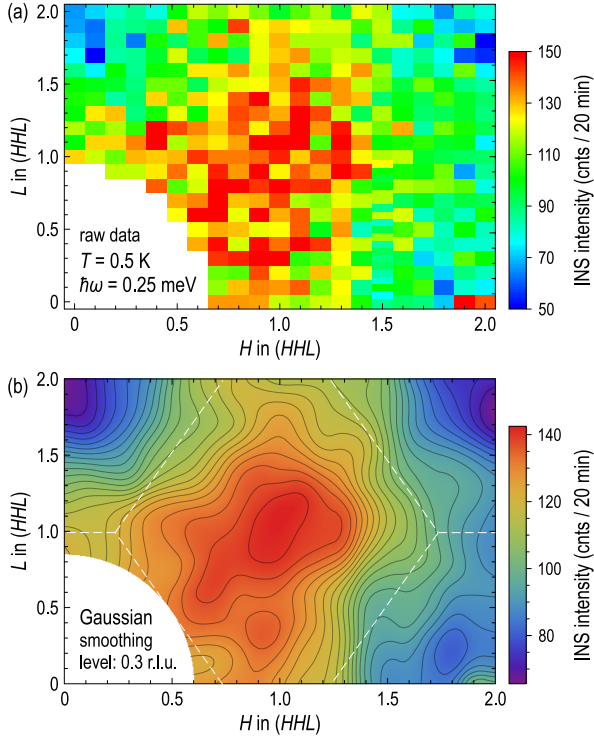 (a)
2.0
1.5
1.0
0.5
0
L in (HHL)
raw data
T = 0.5 K
ħω = 0.25 meV
0 0.5 1.0 1.5 2.0
H in (HHL)
150
130
110
90
70
50
INS intensity (cnts / 20 min)
(b)
2.0
1.5
1.0
0.5
0
L in (HHL)
Gaussian
smoothing
level: 0.3 r.l.u.
0 0.5 1.0 1.5 2.0
H in (HHL)
140
120
100
80
INS intensity (cnts / 20 min)